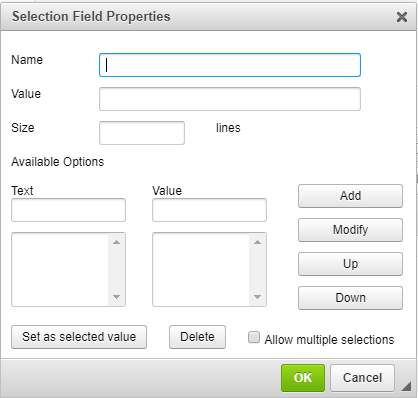 Selection Field Properties
Name
Value
Size lines
Available Options
Text Value
Add
Modify
Up
Down
Set as selected value Delete Allow multiple selections
OK Cancel